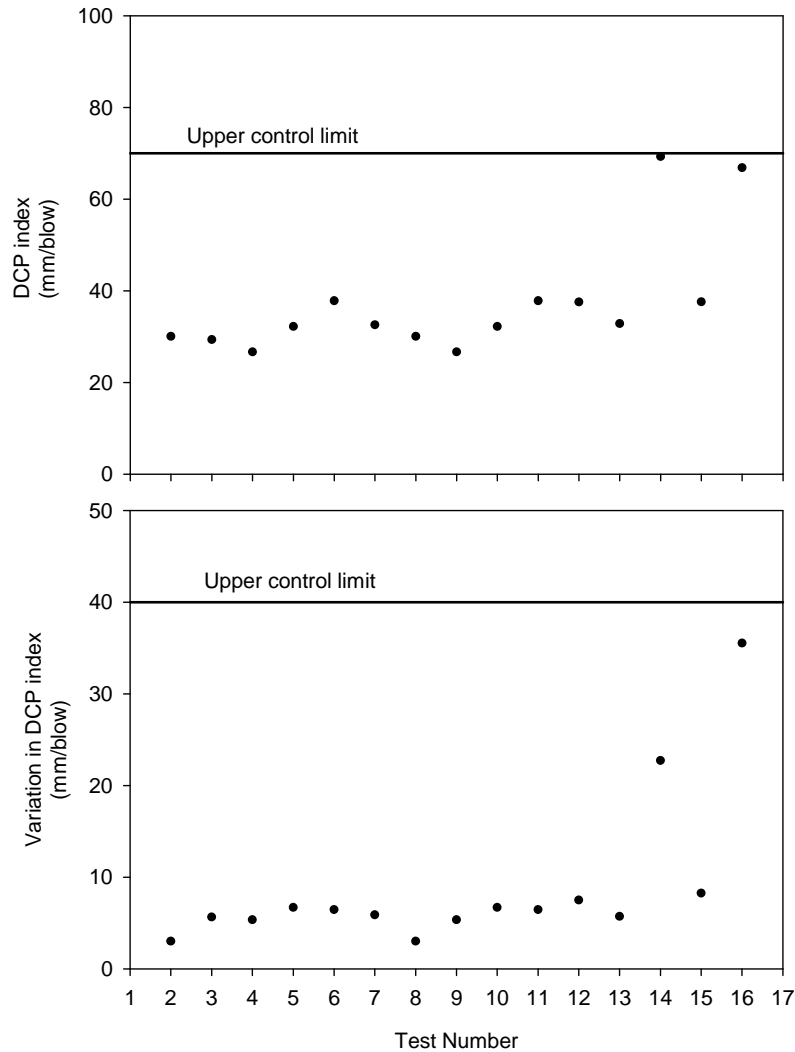 100
80
60
40
20
0
DCP index
(mm/blow)
Upper control limit
50
40
30
20
10
0
Variation in DCP index
(mm/blow)
Upper control limit
1 2 3 4 5 6 7 8 9 10 11 12 13 14 15 16 17
Test Number